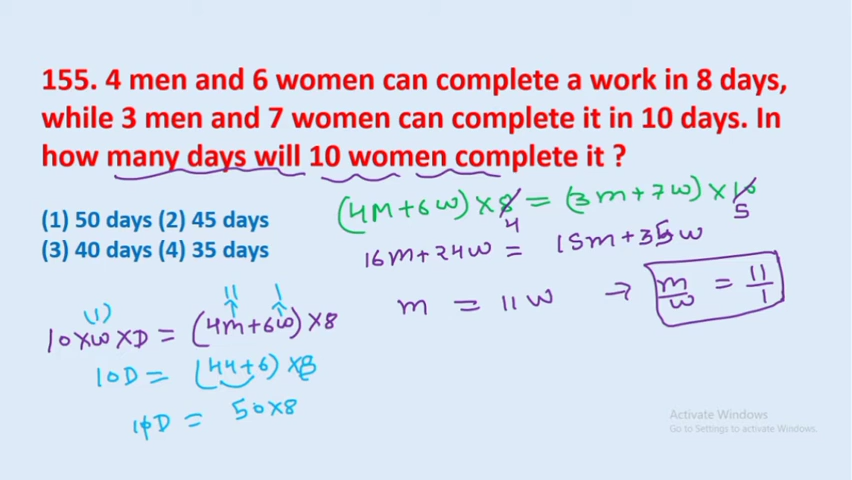 155. 4 men and 6 women can complete a work in 8 days,
while 3 men and 7 women can complete it in 10 days. In
how many days will 10 women complete it ?
(4M+6W)×8=(3m+7W)×10
4 5
(1) 50 days (2) 45 days
(3) 40 days (4) 35 days
16m+24W = 15m+35W
m = 11W → m/W = 11/1
11 1
(1)
10×W×D=(4m+6W)×8
10D=(44+6)×8
10D= 50×8
Activate Windows
Go to Settings to activate Windows.